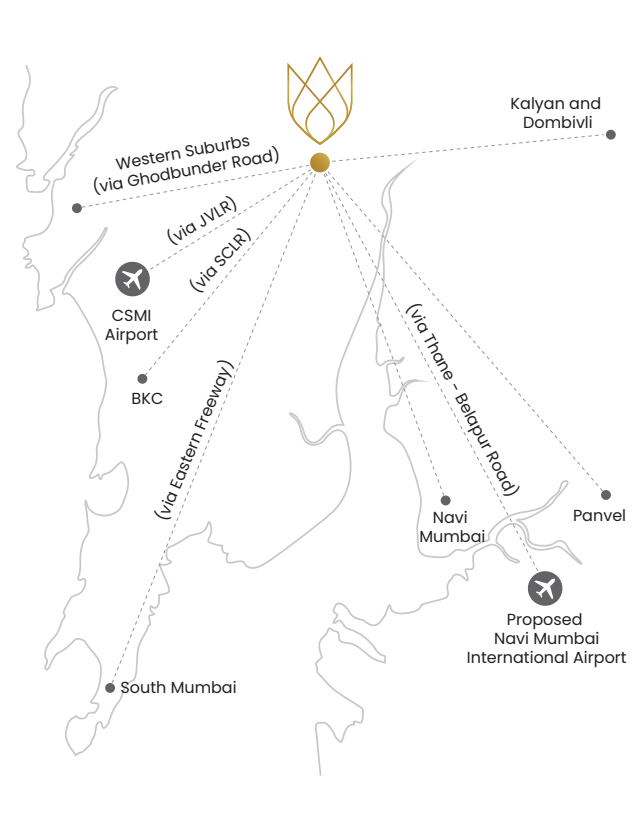 Kalyan and
Dombivli
Western Suburbs
(via Ghodbunder Road)
(via JVLR)
(via SCLR)
CSMI
Airport
BKC
(via Eastern Freeway)
(via Thane - Belapur Road)
Navi
Mumbai
Panvel
Proposed
Navi Mumbai
International Airport
South Mumbai